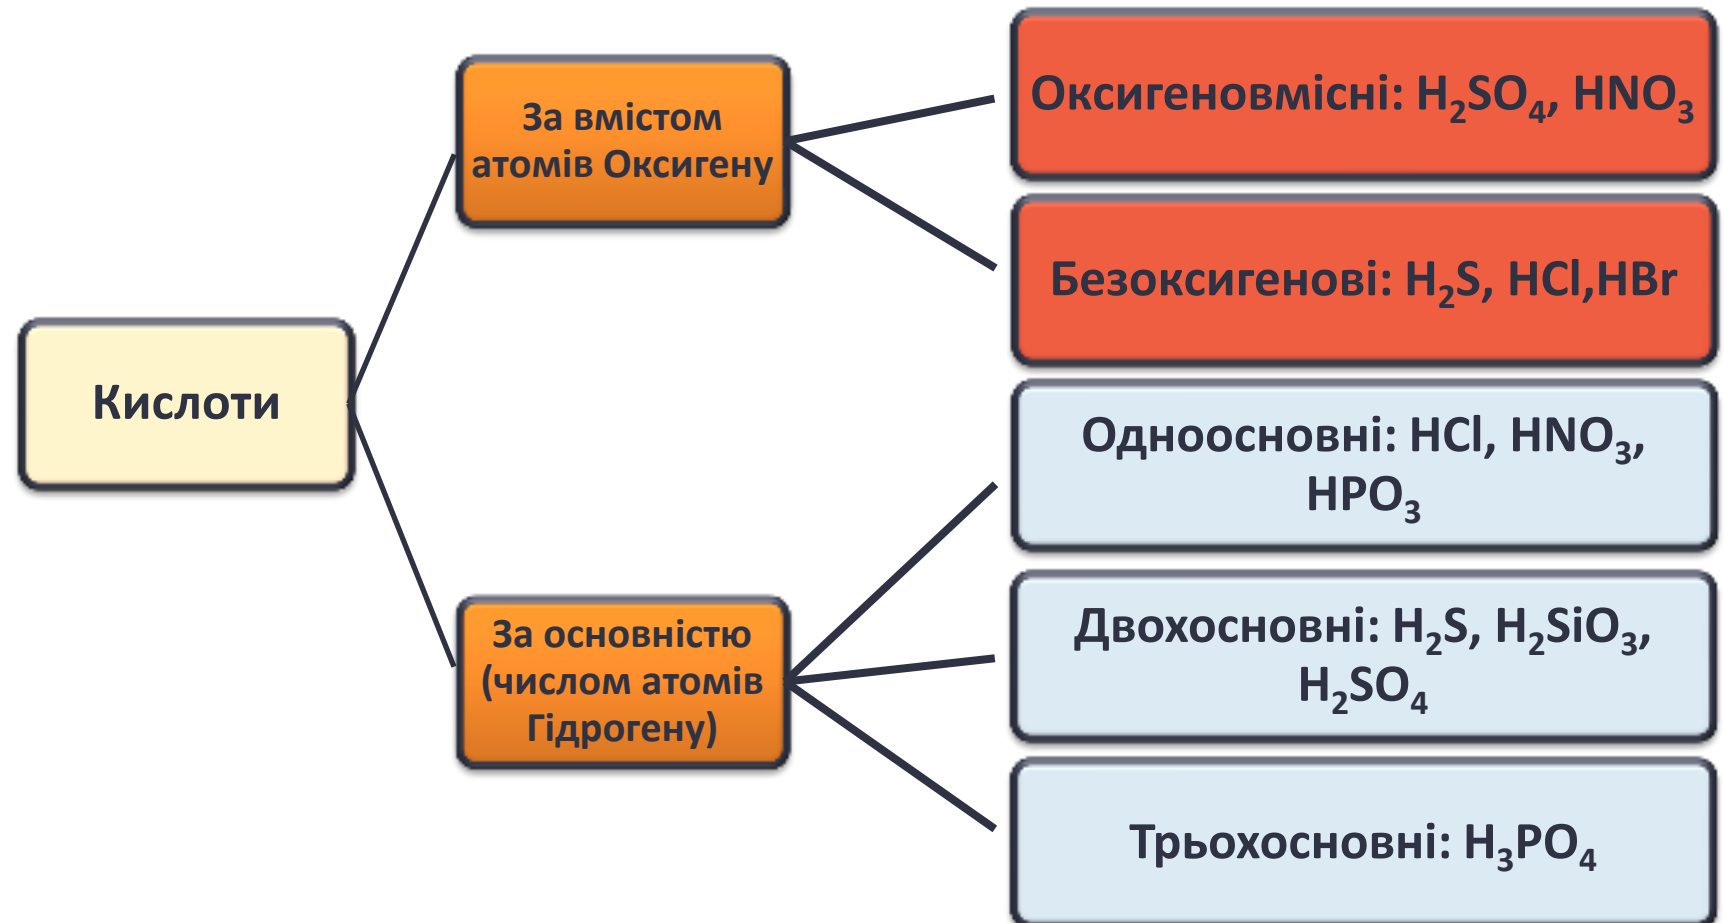 Кислоти
За вмістом
атомів Оксигену
Оксигеновмісні: H₂SO₄, HNO₃
Безоксигенові: H₂S, HCl,HBr
За основністю
(числом атомів
Гідрогену)
Одноосновні: HCl, HNO₃,
HPO₃
Двохосновні: H₂S, H₂SiO₃,
H₂SO₄
Трьохосновні: H₃PO₄